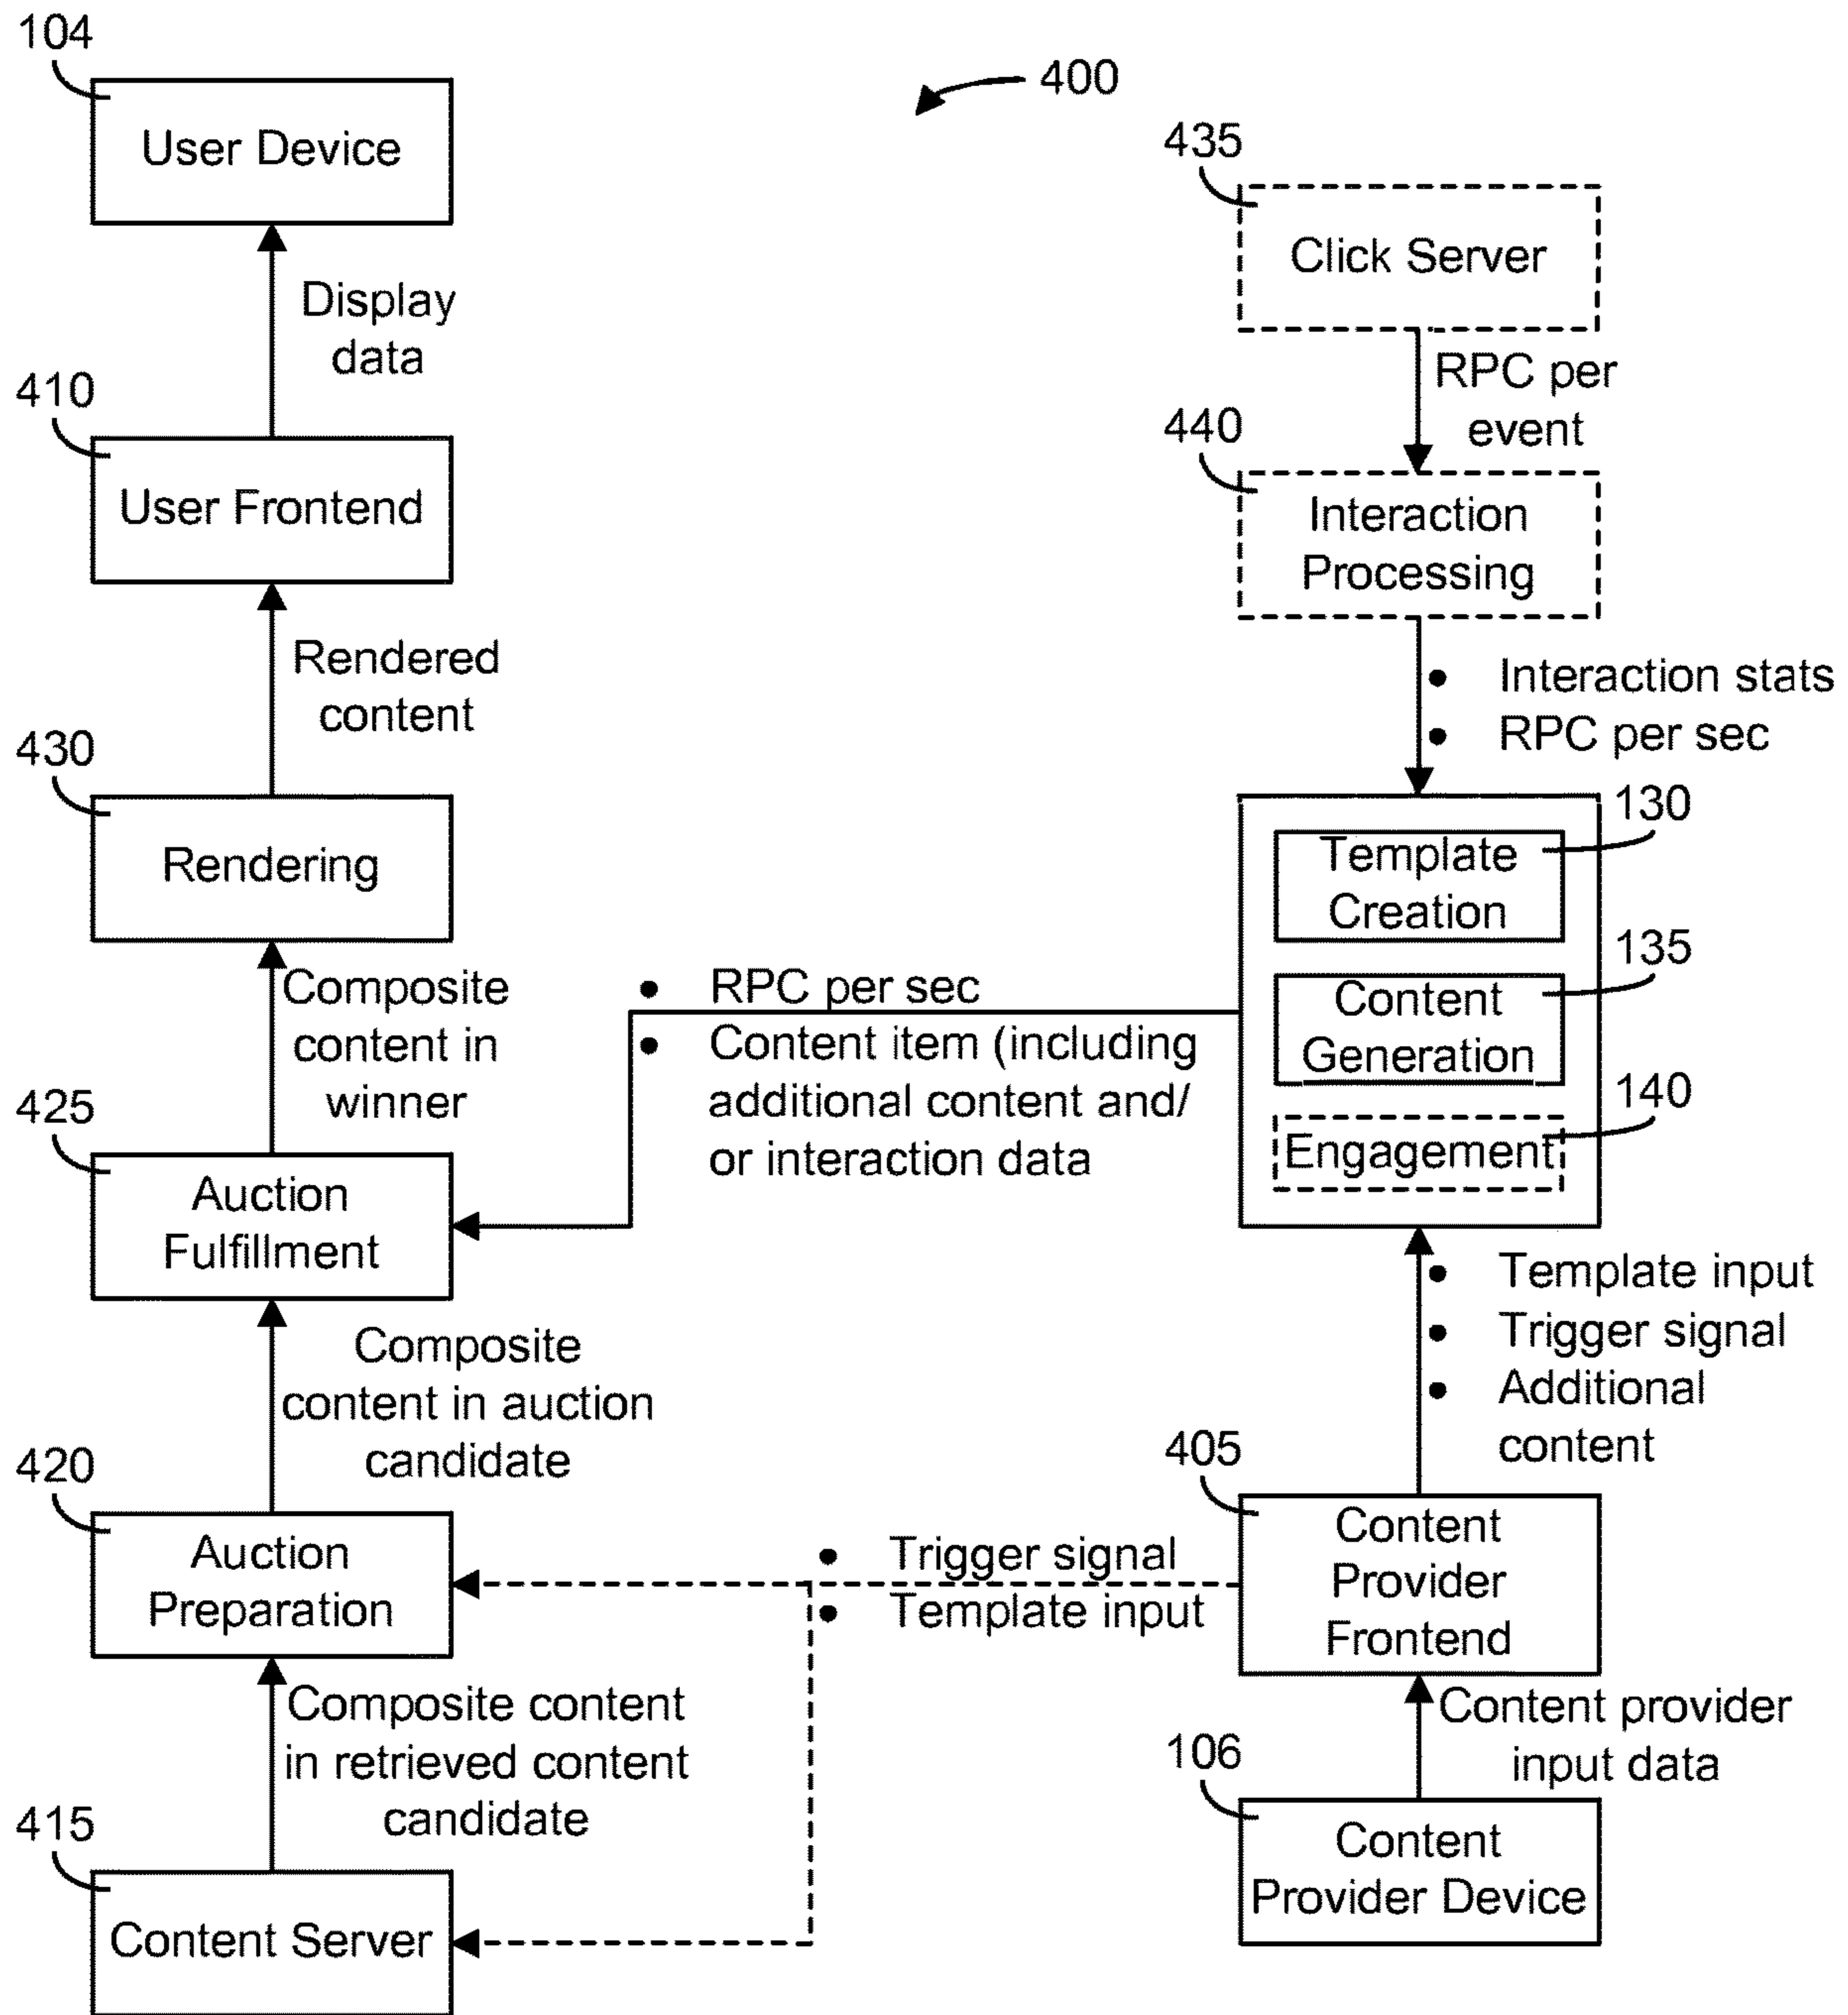 104
User Device
400
435
Click Server
Display
data
RPC per
event
410
User Frontend
440
Interaction
Processing
Rendered
content
• Interaction stats
• RPC per sec
430
Rendering
130
Template
Creation
135
Content
Generation
140
Engagement
Composite
content in
winner
• RPC per sec
• Content item (including
additional content and/
or interaction data
425
Auction
Fulfillment
• Template input
• Trigger signal
• Additional
content
Composite
content in auction
candidate
420
Auction
Preparation
• Trigger signal
• Template input
405
Content
Provider
Frontend
Composite content
in retrieved content
candidate
Content provider
input data
415
Content Server
106
Content
Provider Device